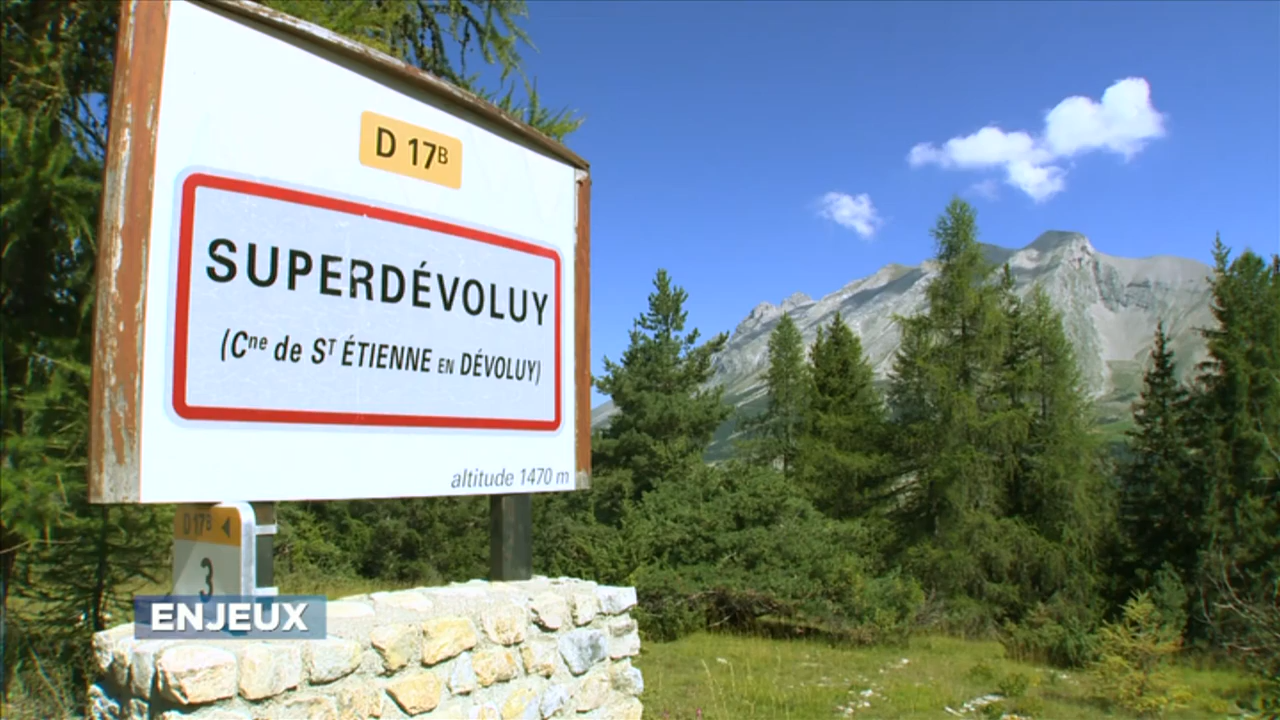 D 17B
SUPERDÉVOLUY
(Cne de ST ÉTIENNE EN DÉVOLUY)
altitude 1470 m
D 17B
3
ENJEUX